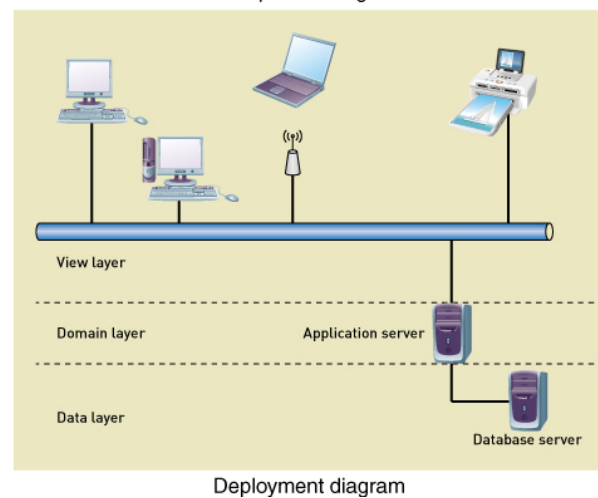 View layer
Domain layer
Application server
Data layer
Database server
Deployment diagram